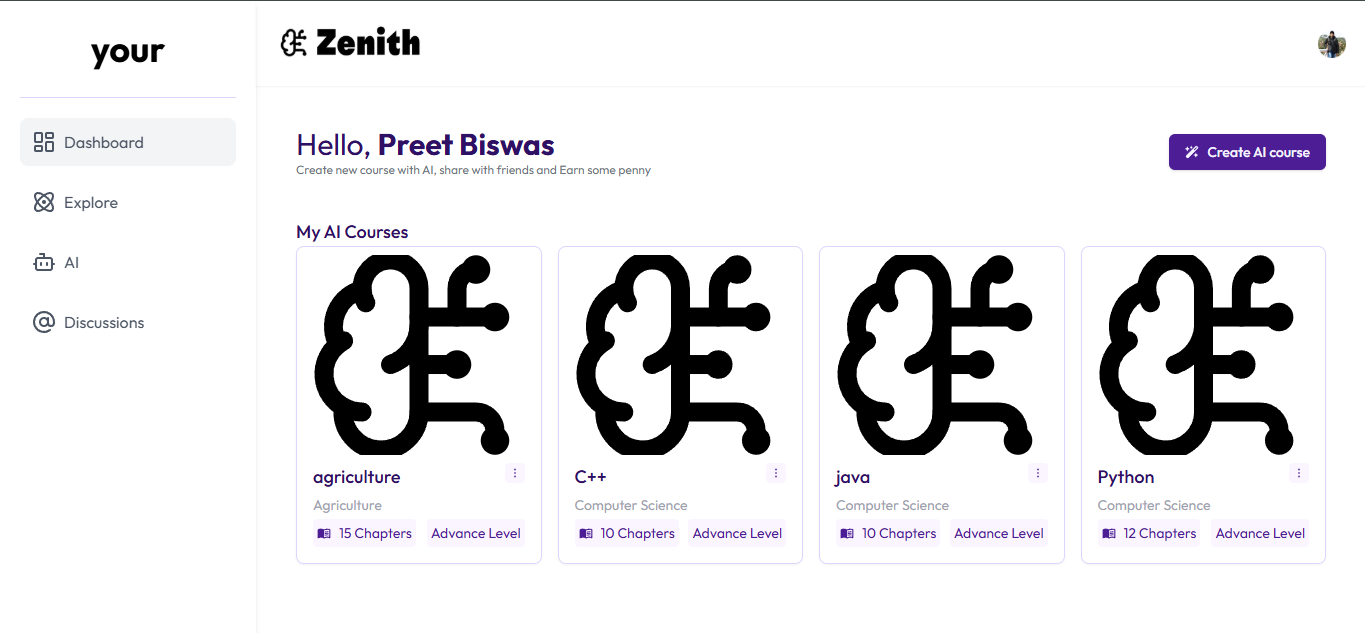 your
Zenith
Dashboard
Explore
AI
Discussions
Hello, Preet Biswas
Create new course with AI, share with friends and Earn some penny
Create AI course
My AI Courses
agriculture
Agriculture
15 Chapters
Advance Level
C++
Computer Science
10 Chapters
Advance Level
java
Computer Science
10 Chapters
Advance Level
Python
Computer Science
12 Chapters
Advance Level